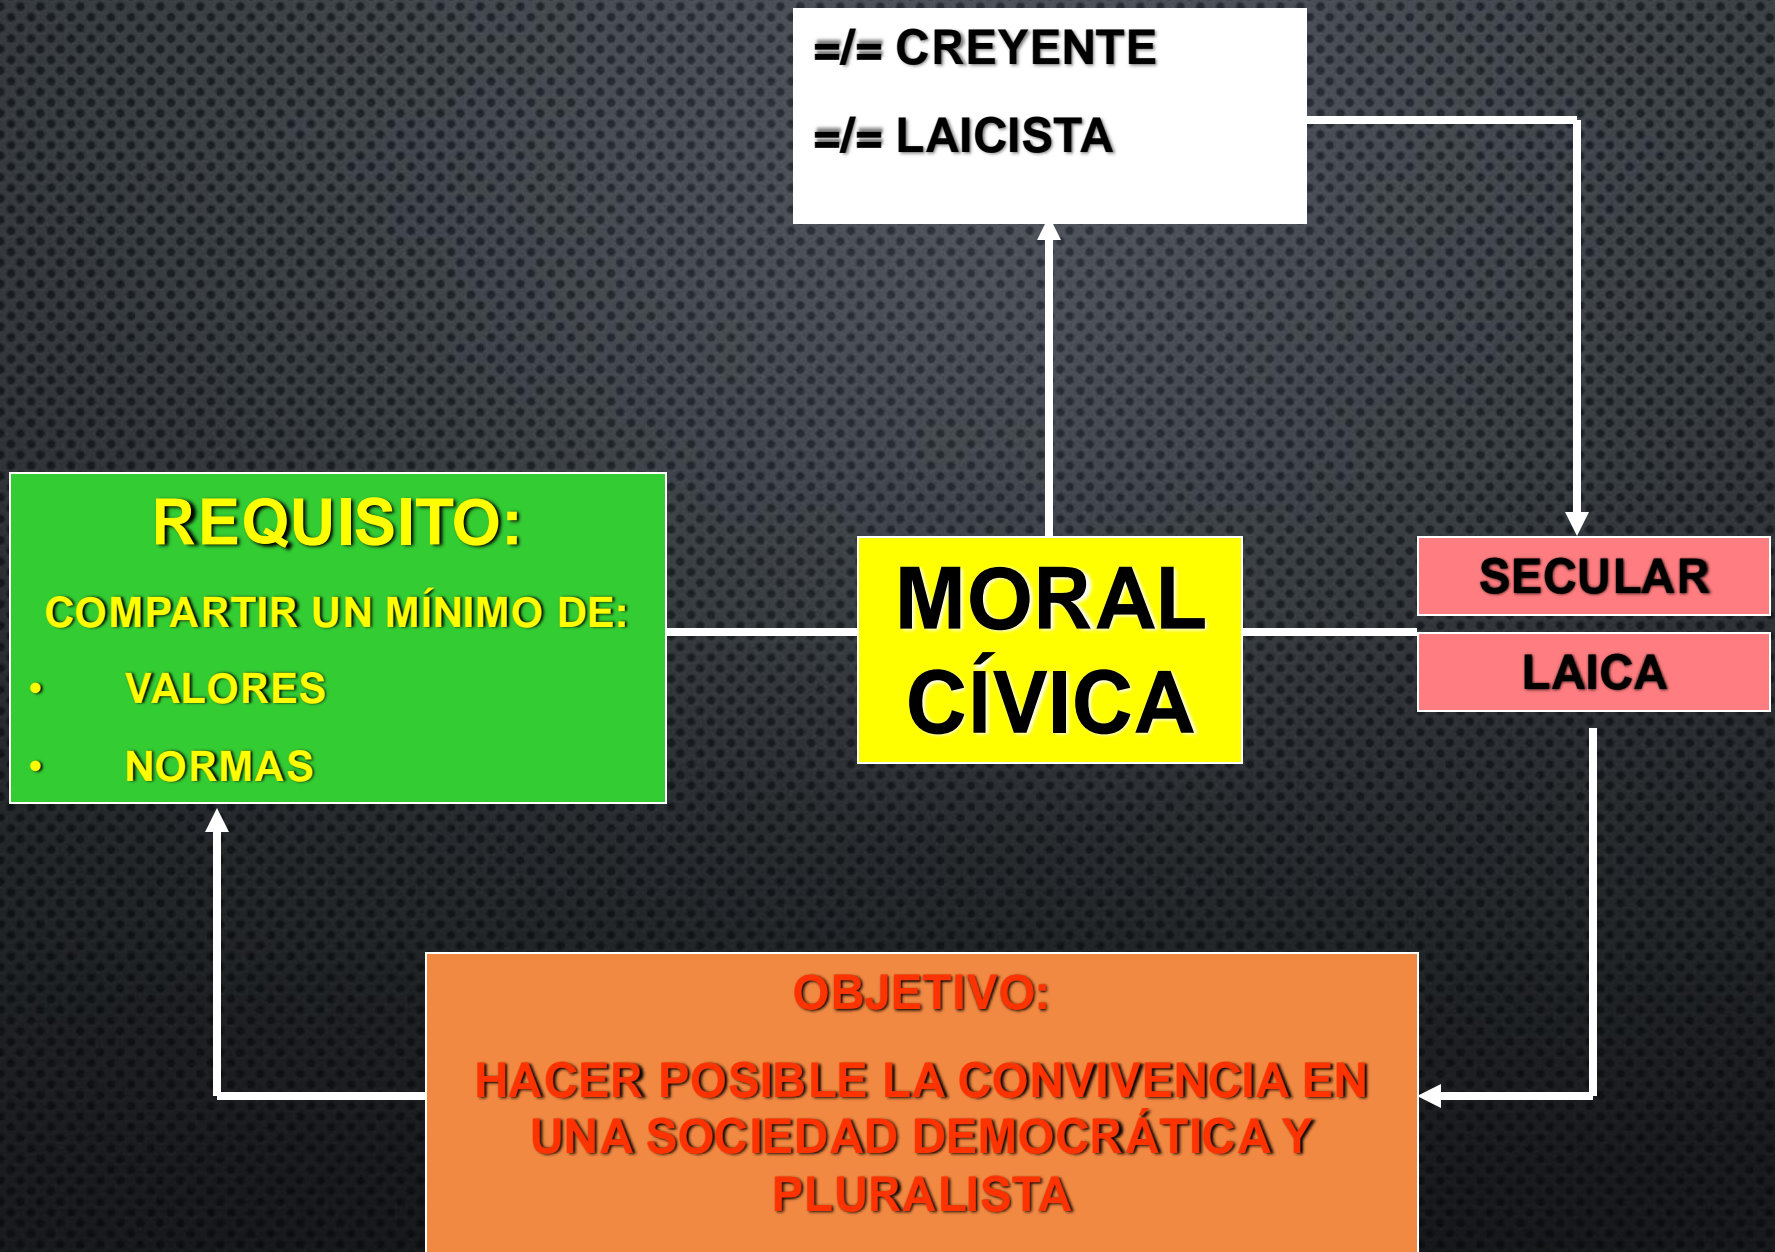 =/= CREYENTE
=/= LAICISTA
REQUISITO:
COMPARTIR UN MÍNIMO DE:
• VALORES
• NORMAS
MORAL
CÍVICA
SECULAR
LAICA
OBJETIVO:
HACER POSIBLE LA CONVIVENCIA EN
UNA SOCIEDAD DEMOCRÁTICA Y
PLURALISTA